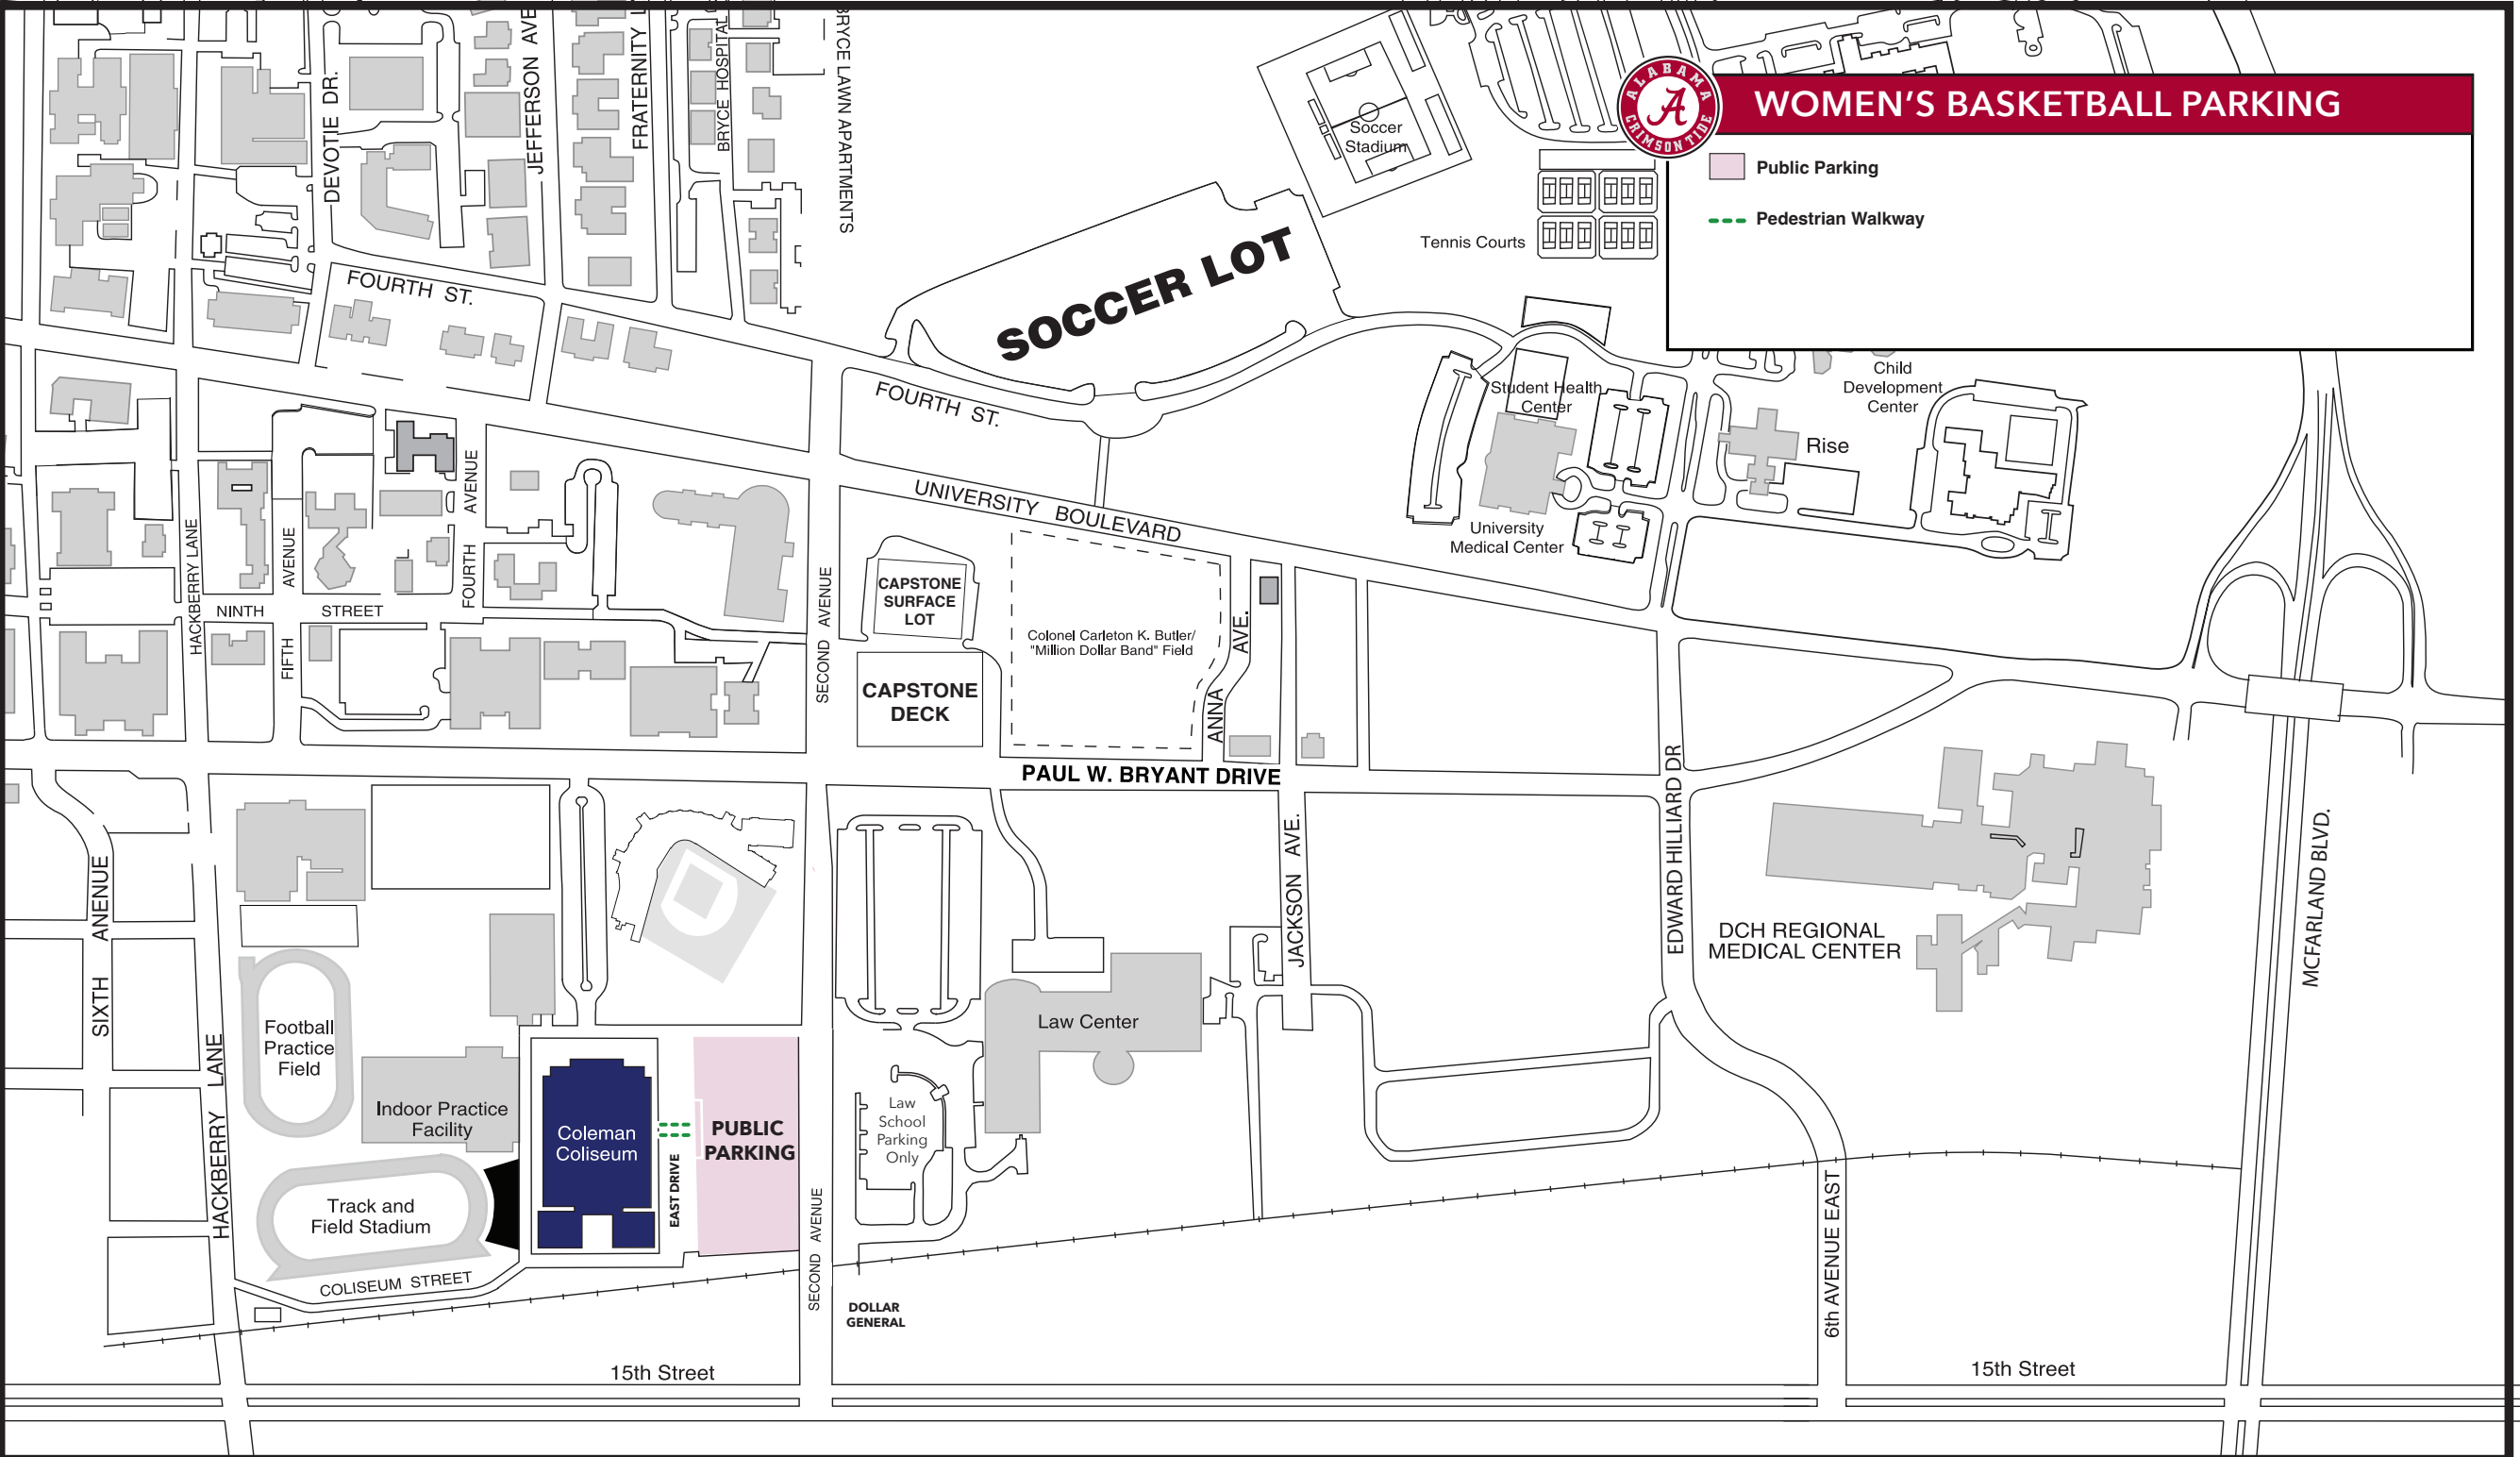 WOMEN'S BASKETBALL PARKING
ALABAMA
A
CRIMSON TIDE
Public Parking
Pedestrian Walkway
DEVOTIE DR.
JEFFERSON AVE
FRATERNITY
BRYCE HOSPITAL
BRYCE LAWN APARTMENTS
Soccer
Stadium
Tennis Courts
SOCCER LOT
FOURTH ST.
FOURTH ST.
Student Health
Center
Child
Development
Center
Rise
University
Medical Center
UNIVERSITY BOULEVARD
HACKBERRY LANE
FIFTH AVENUE
FOURTH AVENUE
NINTH STREET
SECOND AVENUE
CAPSTONE
SURFACE
LOT
CAPSTONE
DECK
Colonel Carleton K. Butler/
"Million Dollar Band" Field
ANNA AVE.
PAUL W. BRYANT DRIVE
JACKSON AVE.
EDWARD HILLIARD DR
MCFARLAND BLVD.
DCH REGIONAL
MEDICAL CENTER
SIXTH ANENUE
HACKBERRY LANE
Football
Practice
Field
Indoor Practice
Facility
Coleman
Coliseum
EAST DRIVE
PUBLIC
PARKING
Law Center
Law
School
Parking
Only
Track and
Field Stadium
COLISEUM STREET
SECOND AVENUE
DOLLAR
GENERAL
6th AVENUE EAST
15th Street
15th Street